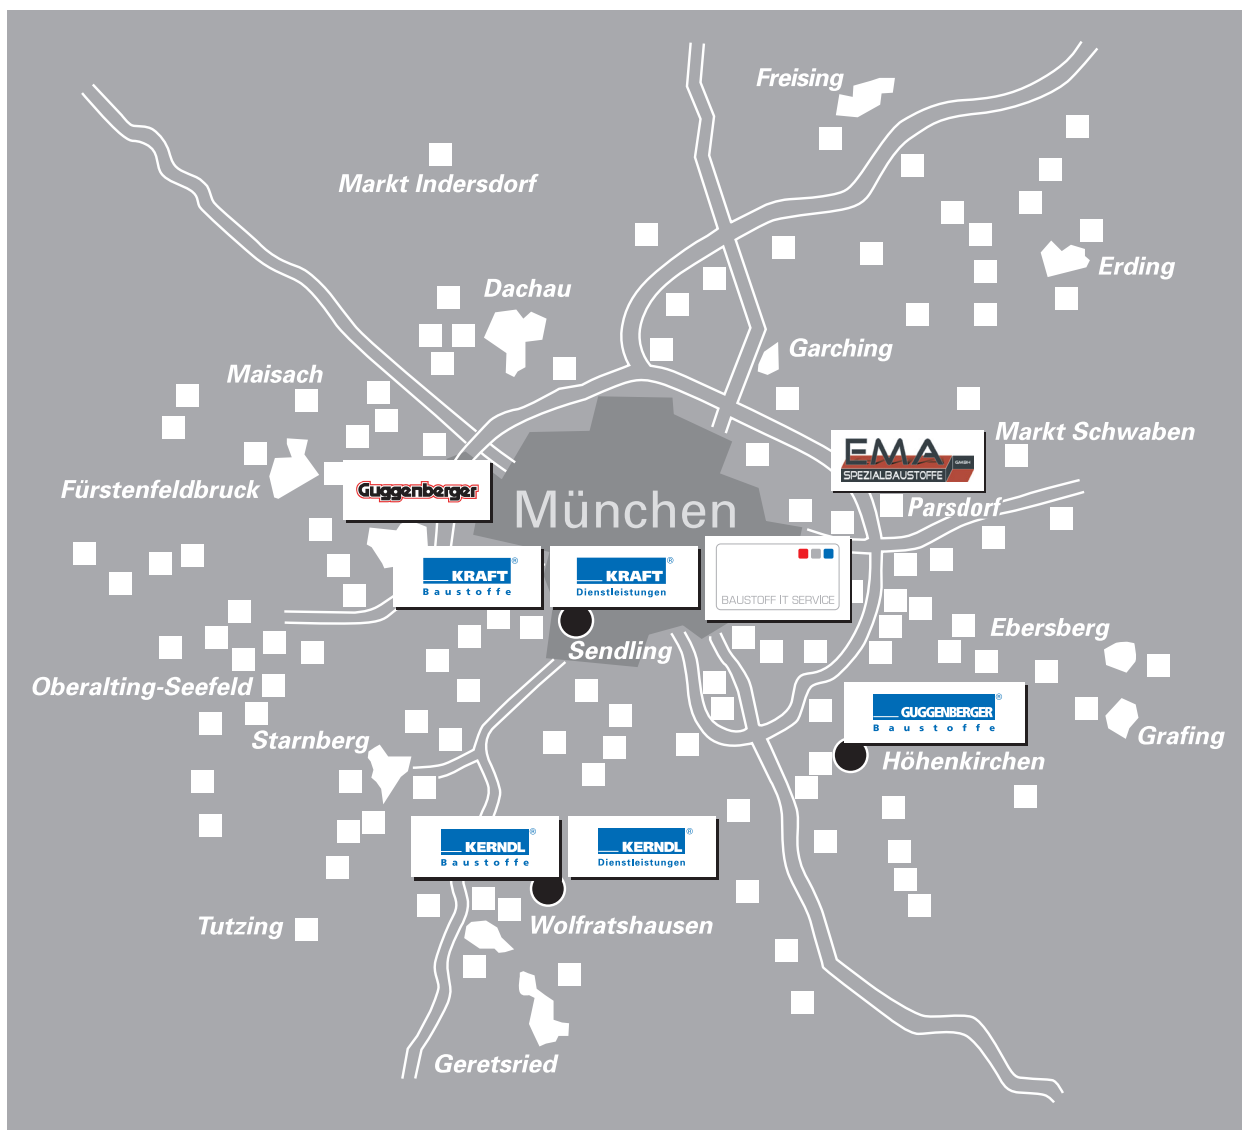 Freising
Markt Indersdorf
Erding
Dachau
Garching
Maisach
EMA
GMBH
SPEZIALBAUSTOFFE
Markt Schwaben
Fürstenfeldbruck
Guggenberger
München
Parsdorf
KRAFT®
Baustoffe
KRAFT®
Dienstleistungen
BAUSTOFF IT SERVICE
Sendling
Ebersberg
Oberalting-Seefeld
GUGGENBERGER®
Baustoffe
Starnberg
Grafing
Höhenkirchen
KERNDL®
Baustoffe
KERNDL®
Dienstleistungen
Tutzing
Wolfratshausen
Geretsried